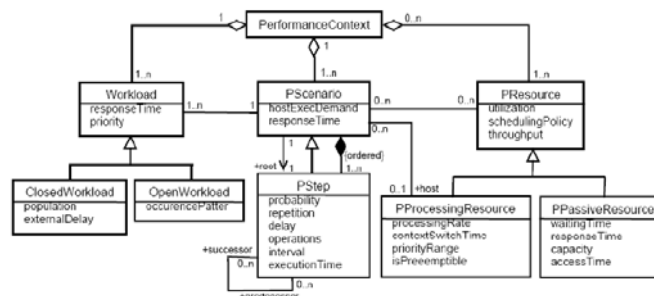 PerformanceContext
1
1
0..n
1..n
1..n
1..n
Workload
responseTime
priority
1..n
1
PScenario
hostExecDemand
responseTime
0..n
0..n
0..n
PResource
utilization
schedulingPolicy
throughput
1
+root
{ordered}
1
1..n
ClosedWorkload
population
externalDelay
OpenWorkload
occurencePatter
PStep
probability
repetition
delay
operations
interval
executionTime
+successor
0..n
0..n
0..1
+host
PProcessingResource
processingRate
contextSwitchTime
priorityRange
isPreemptible
PPassiveResource
waitingTime
responseTime
capacity
accessTime